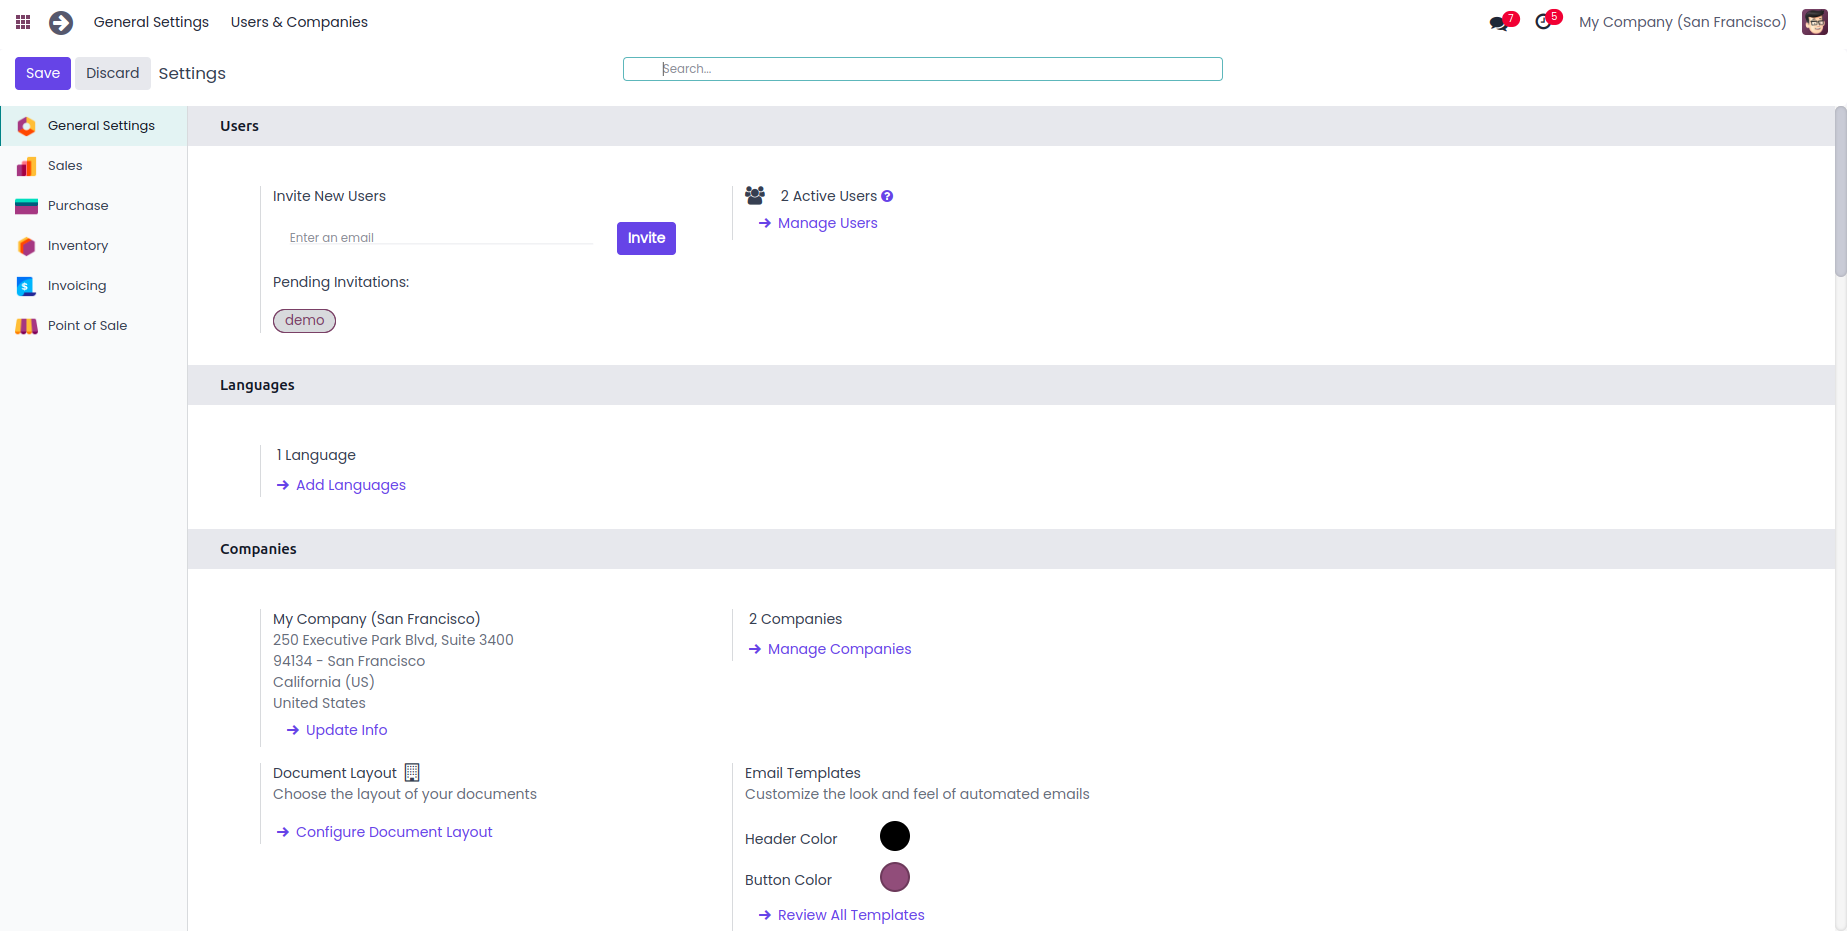 General Settings Users & Companies 7 5 My Company (San Francisco)
Save Discard Settings Search...
General Settings
Sales
Purchase
Inventory
Invoicing
Point of Sale
Users
Invite New Users
Enter an email Invite
Pending Invitations:
demo
2 Active Users
Manage Users
Languages
1 Language
Add Languages
Companies
My Company (San Francisco)
250 Executive Park Blvd, Suite 3400
94134 - San Francisco
California (US)
United States
Update Info
2 Companies
Manage Companies
Document Layout
Choose the layout of your documents
Configure Document Layout
Email Templates
Customize the look and feel of automated emails
Header Color
Button Color
Review All Templates